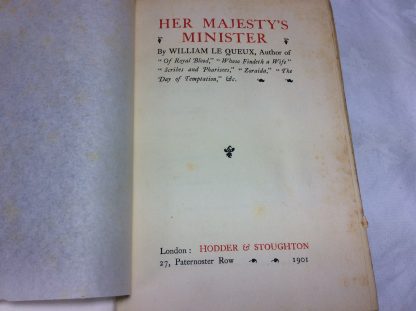 HER MAJESTY'S
MINISTER
By WILLIAM LE QUEUX, Author of
"Of Royal Blood," "Whoso Findeth a Wife"
"Scribes and Pharisees," "Zoraida," "The
Day of Temptation," &c.
London: HODDER & STOUGHTON
27, Paternoster Row 1901